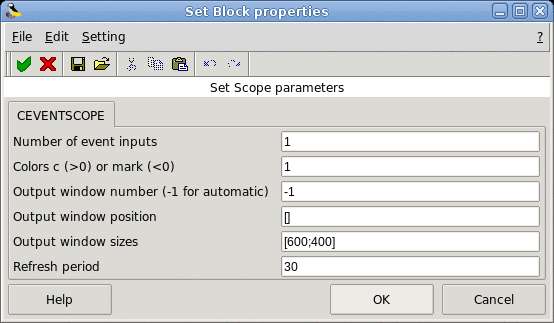 Set Block properties
File Edit Setting ?
Set Scope parameters
CEVENTSCOPE
Number of event inputs 1
Colors c (>0) or mark (<0) 1
Output window number (-1 for automatic) -1
Output window position []
Output window sizes [600;400]
Refresh period 30
Help OK Cancel